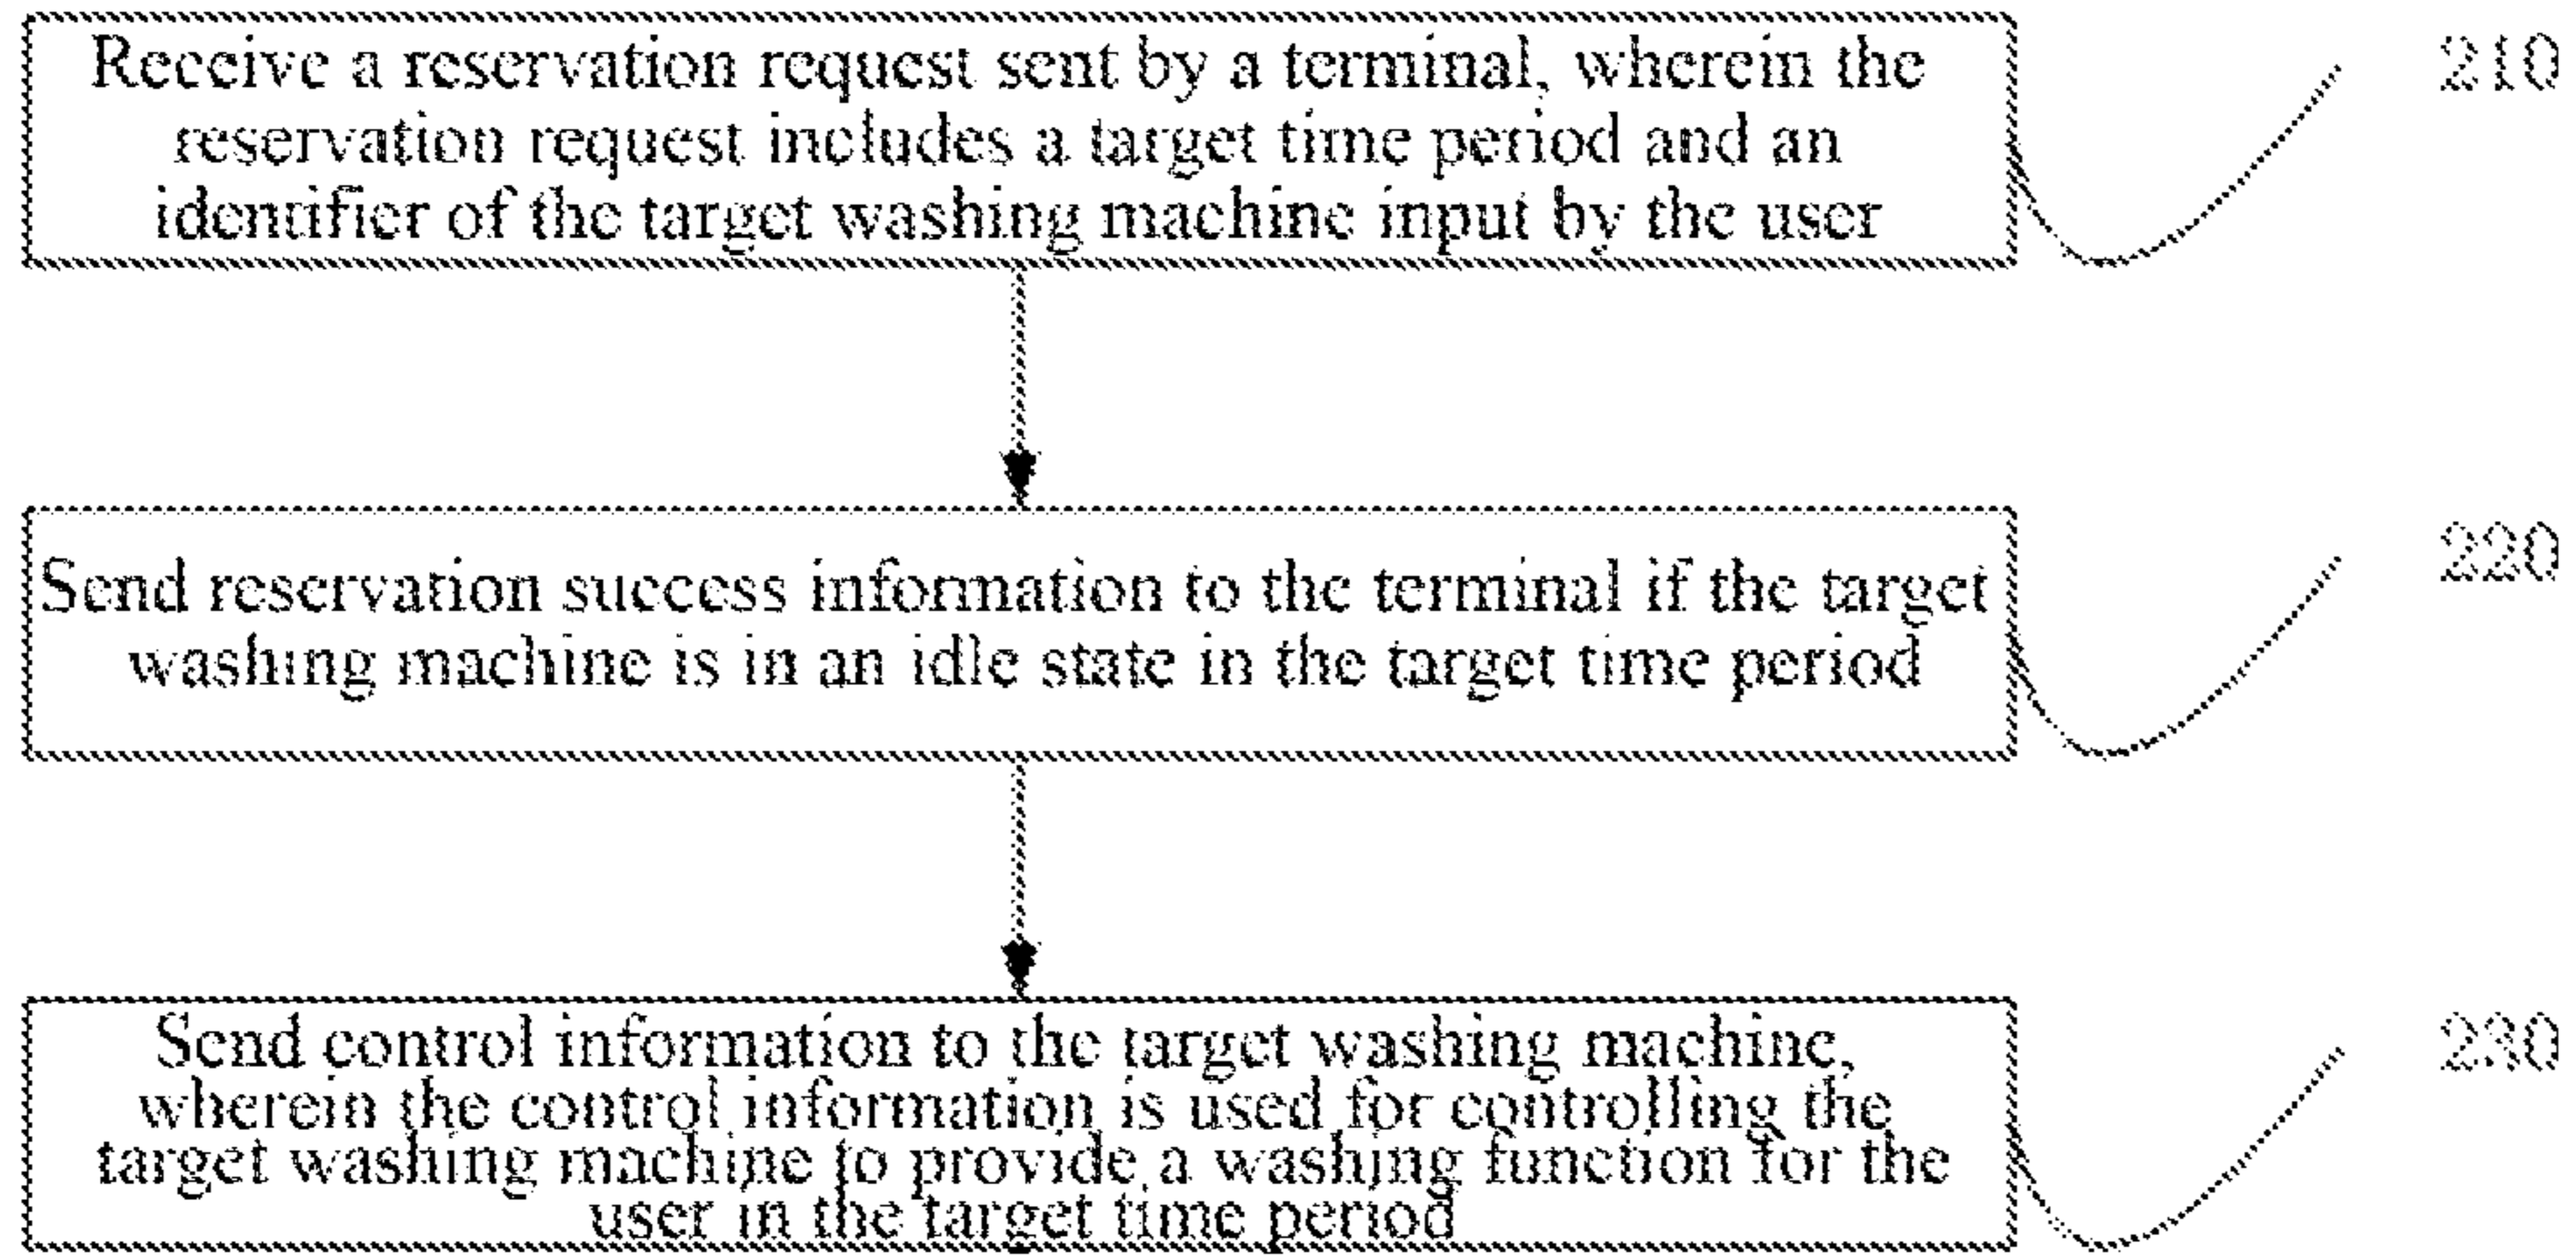 Receive a reservation request sent by a terminal, wherein the
210
reservation request includes a target time period and an
identifier of the target washing machine input by the user
220
Send reservation success information to the terminal if the target
washing machine is in an idle state in the target time period
Send control information to the target washing machine,
230
wherein the control information is used for controlling the
target washing machine to provide a washing function for the
user in the target time period